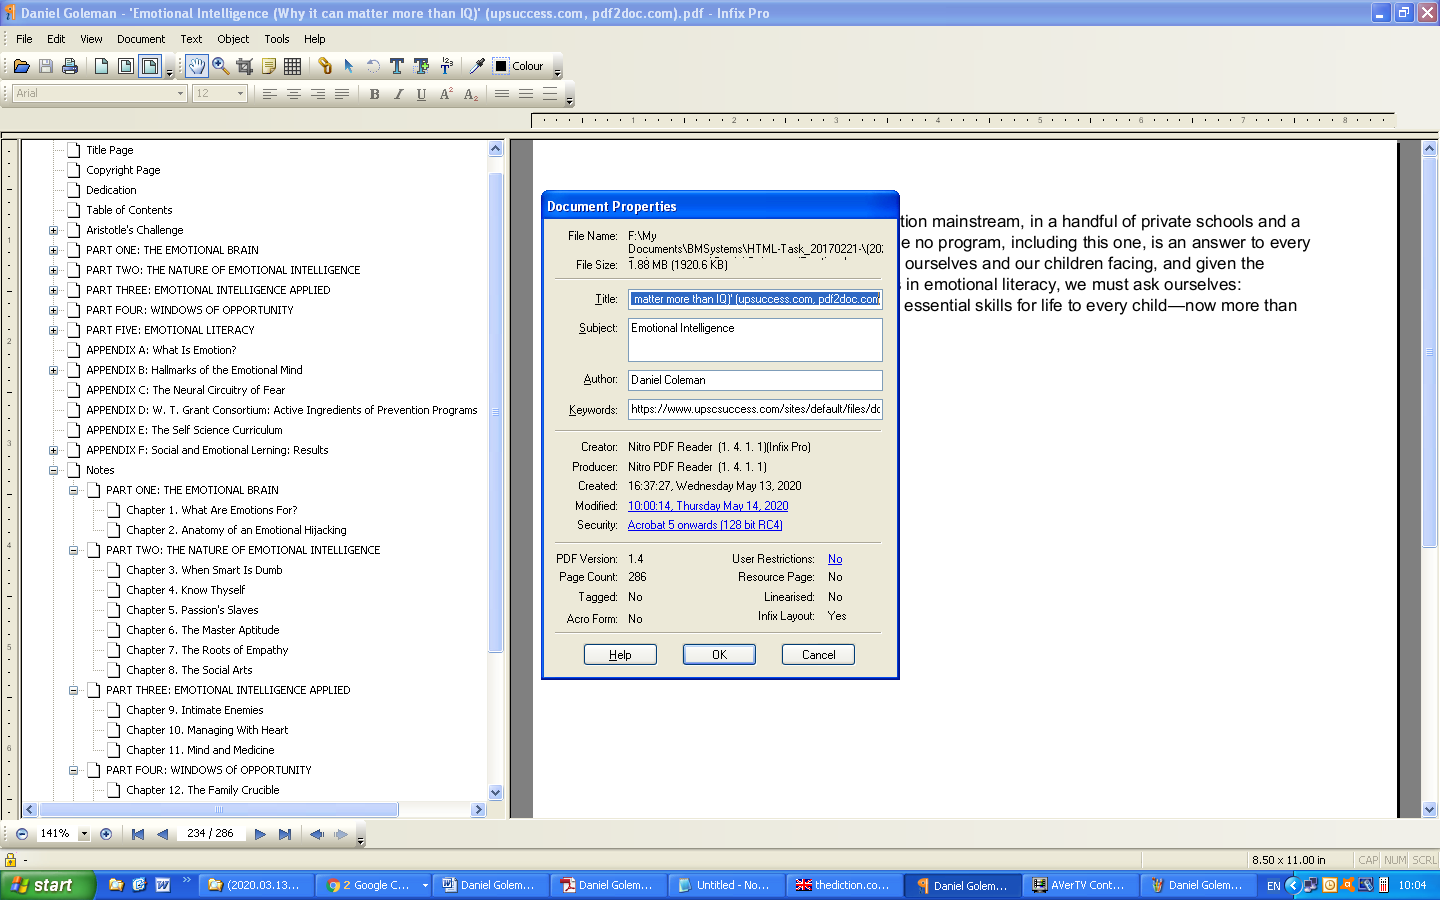 Daniel Goleman - 'Emotional Intelligence (Why it can matter more than IQ)' (upsuccess.com, pdf2doc.com).pdf - Infix Pro
File Edit View Document Text Object Tools Help
Colour
Arial 12
B I U A² A₂
1 2 3 4 5 6 7 8
Title Page
Copyright Page
Dedication
Table of Contents
Aristotle's Challenge
PART ONE: THE EMOTIONAL BRAIN
PART TWO: THE NATURE OF EMOTIONAL INTELLIGENCE
PART THREE: EMOTIONAL INTELLIGENCE APPLIED
PART FOUR: WINDOWS OF OPPORTUNITY
PART FIVE: EMOTIONAL LITERACY
APPENDIX A: What Is Emotion?
APPENDIX B: Hallmarks of the Emotional Mind
APPENDIX C: The Neural Circuitry of Fear
APPENDIX D: W. T. Grant Consortium: Active Ingredients of Prevention Programs
APPENDIX E: The Self Science Curriculum
APPENDIX F: Social and Emotional Lerning: Results
Notes
PART ONE: THE EMOTIONAL BRAIN
Chapter 1. What Are Emotions For?
Chapter 2. Anatomy of an Emotional Hijacking
PART TWO: THE NATURE OF EMOTIONAL INTELLIGENCE
Chapter 3. When Smart Is Dumb
Chapter 4. Know Thyself
Chapter 5. Passion's Slaves
Chapter 6. The Master Aptitude
Chapter 7. The Roots of Empathy
Chapter 8. The Social Arts
PART THREE: EMOTIONAL INTELLIGENCE APPLIED
Chapter 9. Intimate Enemies
Chapter 10. Managing With Heart
Chapter 11. Mind and Medicine
PART FOUR: WINDOWS Of OPPORTUNITY
Chapter 12. The Family Crucible
Document Properties
File Name: F:\My
Documents\BMSystems\HTML-Task_20170221-\(202
File Size: 1.88 MB (1920.6 KB)
Title: matter more than IQ)' (upsuccess.com, pdf2doc.com
Subject: Emotional Intelligence
Author: Daniel Coleman
Keywords: https://www.upscsuccess.com/sites/default/files/dc
Creator: Nitro PDF Reader (1. 4. 1. 1)(Infix Pro)
Producer: Nitro PDF Reader (1. 4. 1. 1)
Created: 16:37:27, Wednesday May 13, 2020
Modified: 10:00:14, Thursday May 14, 2020
Security: Acrobat 5 onwards (128 bit RC4)
PDF Version: 1.4 User Restrictions: No
Page Count: 286 Resource Page: No
Tagged: No Linearised: No
Acro Form: No Infix Layout: Yes
Help OK Cancel
tion mainstream, in a handful of private schools and a
e no program, including this one, is an answer to every
ourselves and our children facing, and given the
s in emotional literacy, we must ask ourselves:
essential skills for life to every child—now more than
141% 234 / 286
8.50 x 11.00 in CAP NUM SCRL
start (2020.03.13... 2 Google C... Daniel Golem... Daniel Golem... Untitled - No... thediction.co... Daniel Golem... AVerTV Cont... Daniel Golem... EN 10:04